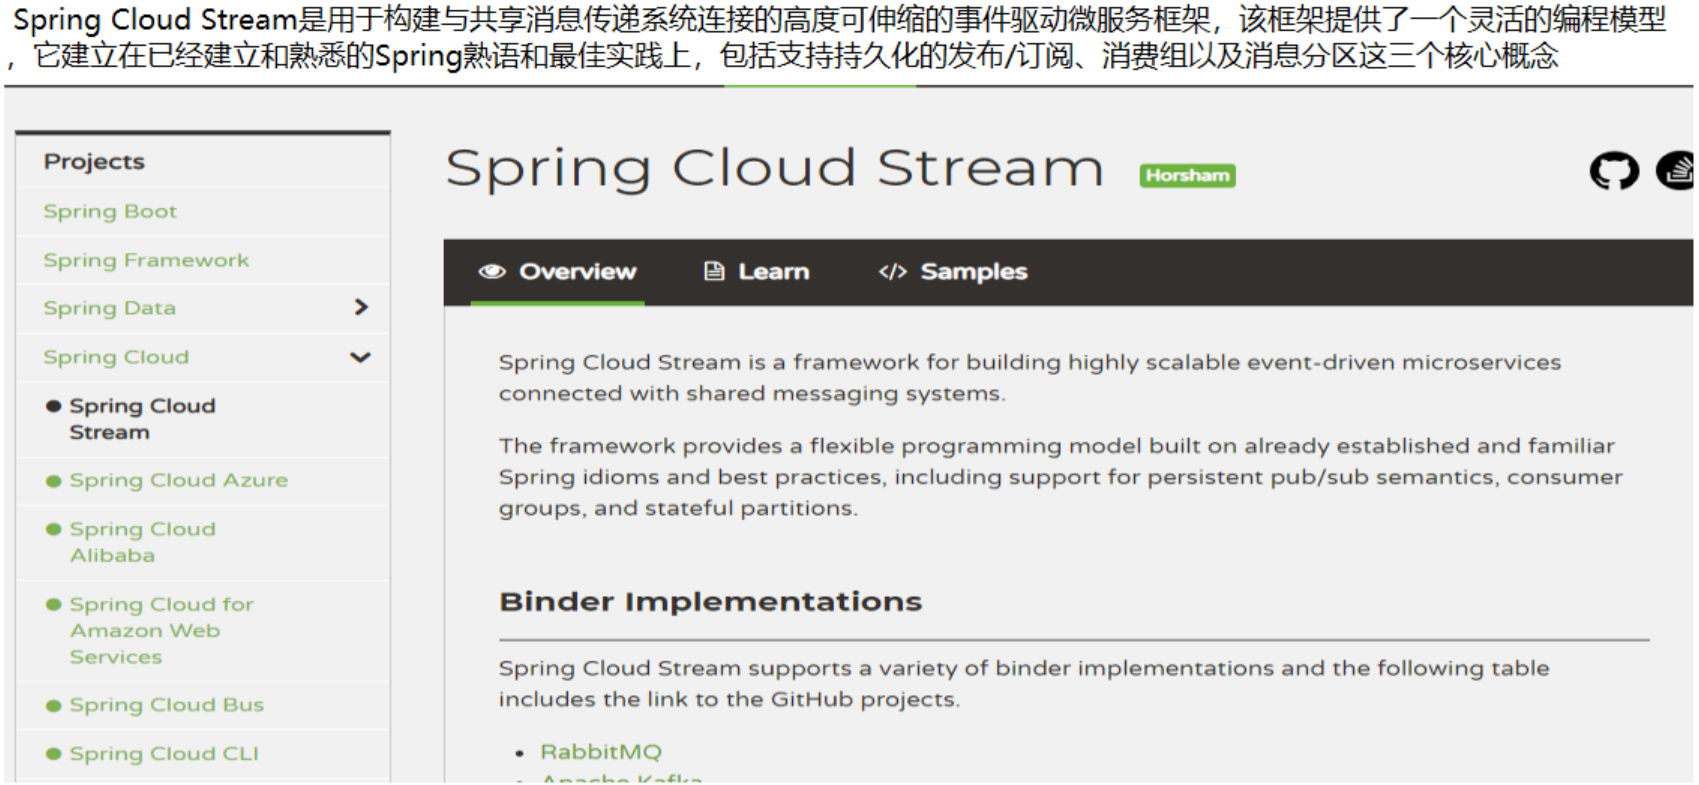 Spring Cloud Stream是用于构建与共享消息传递系统连接的高度可伸缩的事件驱动微服务框架，该框架提供了一个灵活的编程模型
，它建立在已经建立和熟悉的Spring熟语和最佳实践上，包括支持持久化的发布/订阅、消费组以及消息分区这三个核心概念
Projects
Spring Boot
Spring Framework
Spring Data
Spring Cloud
Spring Cloud
Stream
Spring Cloud Azure
Spring Cloud
Alibaba
Spring Cloud for
Amazon Web
Services
Spring Cloud Bus
Spring Cloud CLI
Spring Cloud Stream Horsham
Overview Learn </> Samples
Spring Cloud Stream is a framework for building highly scalable event-driven microservices
connected with shared messaging systems.
The framework provides a flexible programming model built on already established and familiar
Spring idioms and best practices, including support for persistent pub/sub semantics, consumer
groups, and stateful partitions.
Binder Implementations
Spring Cloud Stream supports a variety of binder implementations and the following table
includes the link to the GitHub projects.
• RabbitMQ
• Apache Kafka